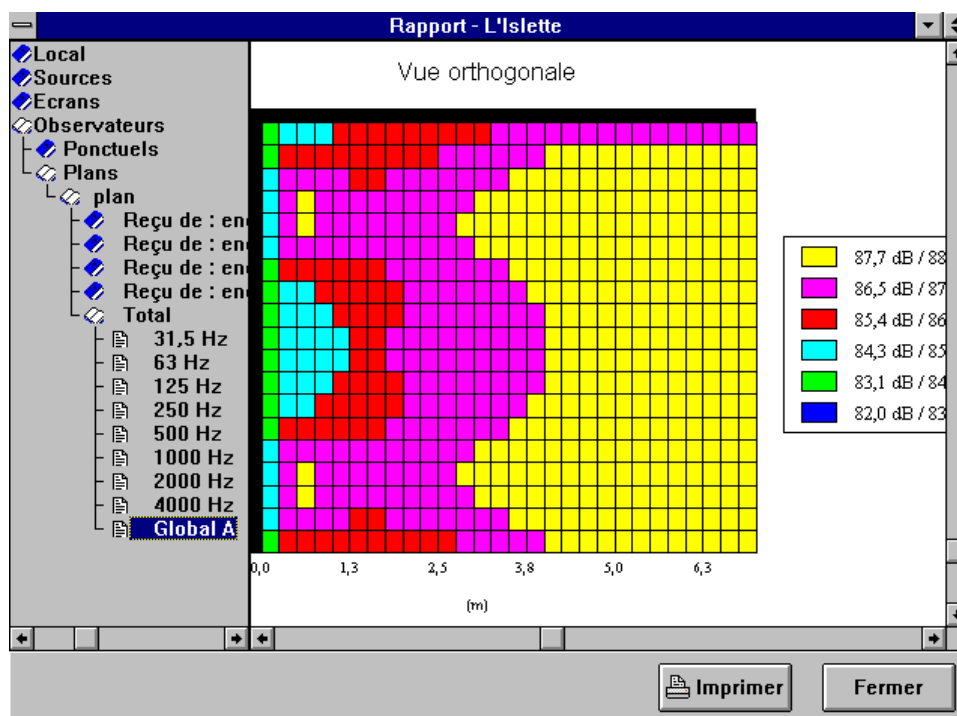 Rapport - L'Islette
Local
Sources
Ecrans
Observateurs
Ponctuels
Plans
plan
Reçu de : en
Reçu de : en
Reçu de : en
Reçu de : en
Total
31,5 Hz
63 Hz
125 Hz
250 Hz
500 Hz
1000 Hz
2000 Hz
4000 Hz
Global A
Vue orthogonale
0,0 1,3 2,5 3,8 5,0 6,3
(m)
87,7 dB / 88
86,5 dB / 87
85,4 dB / 86
84,3 dB / 85
83,1 dB / 84
82,0 dB / 83
Imprimer
Fermer